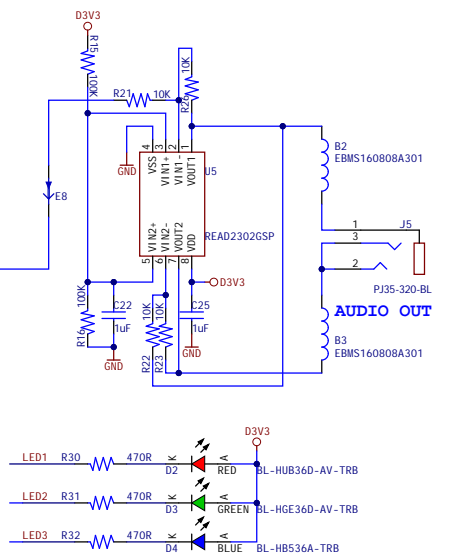 D3V3
R15
100K
R21
10K
10K
R29
4
3
2
1
VSS
VIN1+
VIN1-
VOUT1
GND
U5
E8
READ2302GSP
VIN2+
VIN2-
VOUT2
VDD
5
6
7
8
D3V3
B2
EBMS160808A301
1
J5
3
2
PJ35-320-BL
AUDIO OUT
100K
R16
C22
1uF
GND
10K
10K
R22
R23
C25
1uF
GND
B3
EBMS160808A301
D3V3
LED1 R30 470R K A
D2 RED BL-HUB36D-AV-TRB
LED2 R31 470R K A
D3 GREEN BL-HGE36D-AV-TRB
LED3 R32 470R K A
D4 BLUE BL-HB536A-TRB